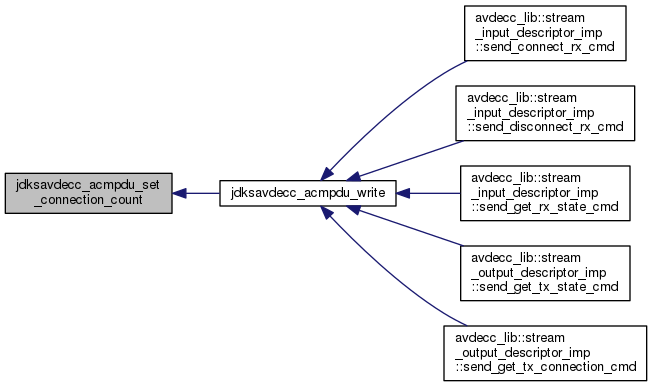 avdecc_lib::stream
_input_descriptor_imp
::send_connect_rx_cmd
avdecc_lib::stream
_input_descriptor_imp
::send_disconnect_rx_cmd
jdksavdecc_acmpdu_set
_connection_count
jdksavdecc_acmpdu_write
avdecc_lib::stream
_input_descriptor_imp
::send_get_rx_state_cmd
avdecc_lib::stream
_output_descriptor_imp
::send_get_tx_state_cmd
avdecc_lib::stream
_output_descriptor_imp
::send_get_tx_connection_cmd